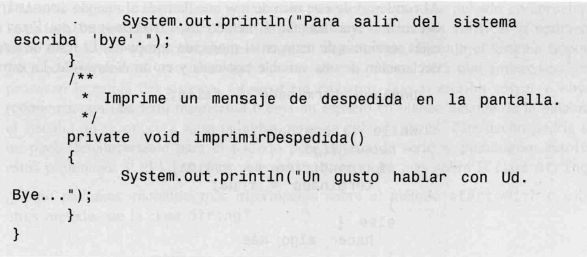 System.out.println("Para salir del sistema
escriba 'bye'.");
}
/**
* Imprime un mensaje de despedida en la pantalla.
*/
private void imprimirDespedida()
{
System.out.println("Un gusto hablar con Ud.
Bye...");
}
}